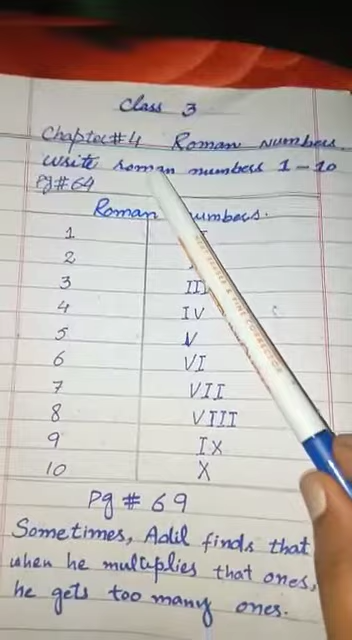 Class 3
Chapter#4 Roman Numbers.
Write roman numbers 1-10
Pg#64
Roman numbers.
1 I
2
3 III
4 IV
5 V
6 VI
7 VII
8 VIII
9 IX
10 X
Pg # 69
Sometimes, Adil finds that
when he multiplies that ones,
he gets too many ones.